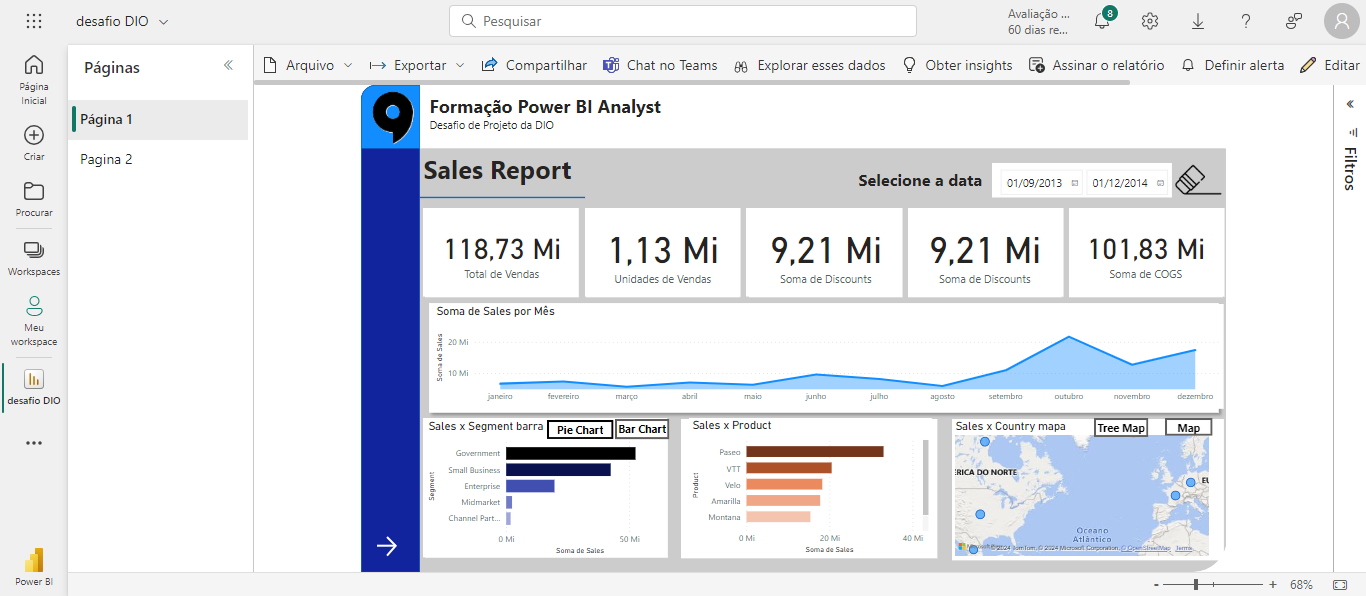 desafio DIO
Pesquisar
Avaliação ...
60 dias re...
8
Página
Inicial
Criar
Procurar
Workspaces
Meu
workspace
desafio DIO
Power BI
Páginas
Página 1
Pagina 2
Arquivo
Exportar
Compartilhar
Chat no Teams
Explorar esses dados
Obter insights
Assinar o relatório
Definir alerta
Editar
Filtros
Formação Power BI Analyst
Desafio de Projeto da DIO
Sales Report
Selecione a data
01/09/2013
01/12/2014
118,73 Mi
Total de Vendas
1,13 Mi
Unidades de Vendas
9,21 Mi
Soma de Discounts
9,21 Mi
Soma de Discounts
101,83 Mi
Soma de COGS
Soma de Sales por Mês
Soma de Sales
20 Mi
10 Mi
janeiro fevereiro março abril maio junho julho agosto setembro outubro novembro dezembro
Sales x Segment barra
Pie Chart
Bar Chart
Segment
Government
Small Business
Enterprise
Midmarket
Channel Part...
0 Mi 50 Mi
Soma de Sales
Sales x Product
Product
Paseo
VTT
Velo
Amarilla
Montana
0 Mi 20 Mi 40 Mi
Soma de Sales
Sales x Country mapa
Tree Map
Map
ÉRICA DO NORTE
EU
Oceano
Atlântico
© 2024 TomTom, © 2024 Microsoft Corporation, © OpenStreetMap Terms
68%